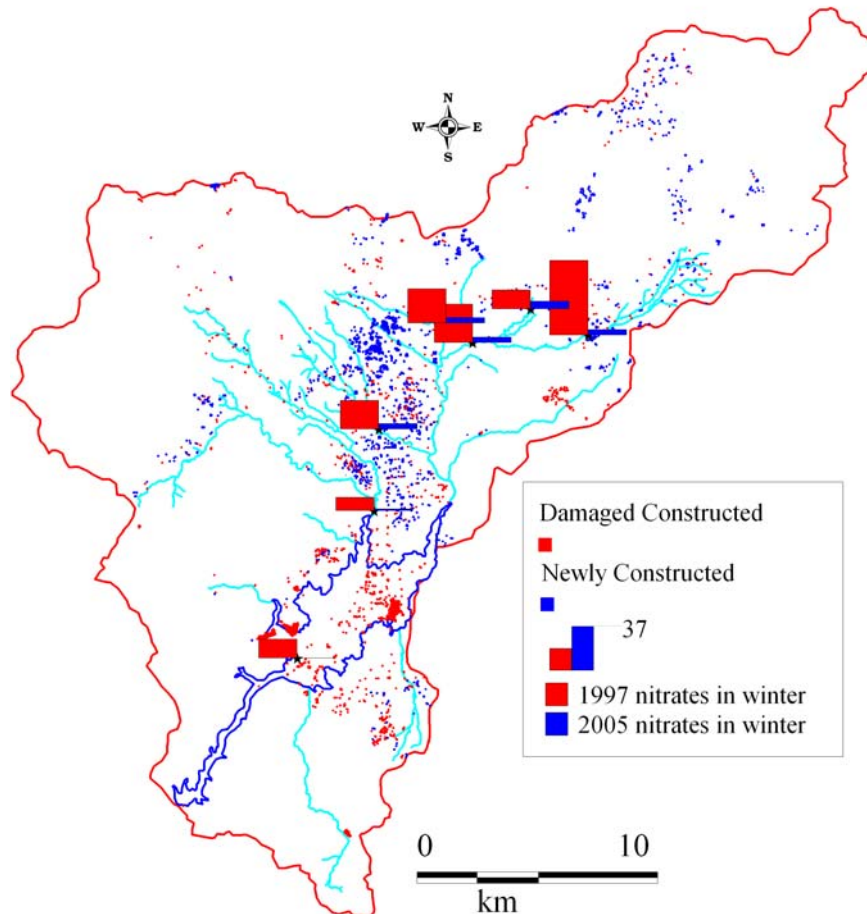 N
W E
S
Damaged Constructed
Newly Constructed
37
1997 nitrates in winter
2005 nitrates in winter
0 10
km